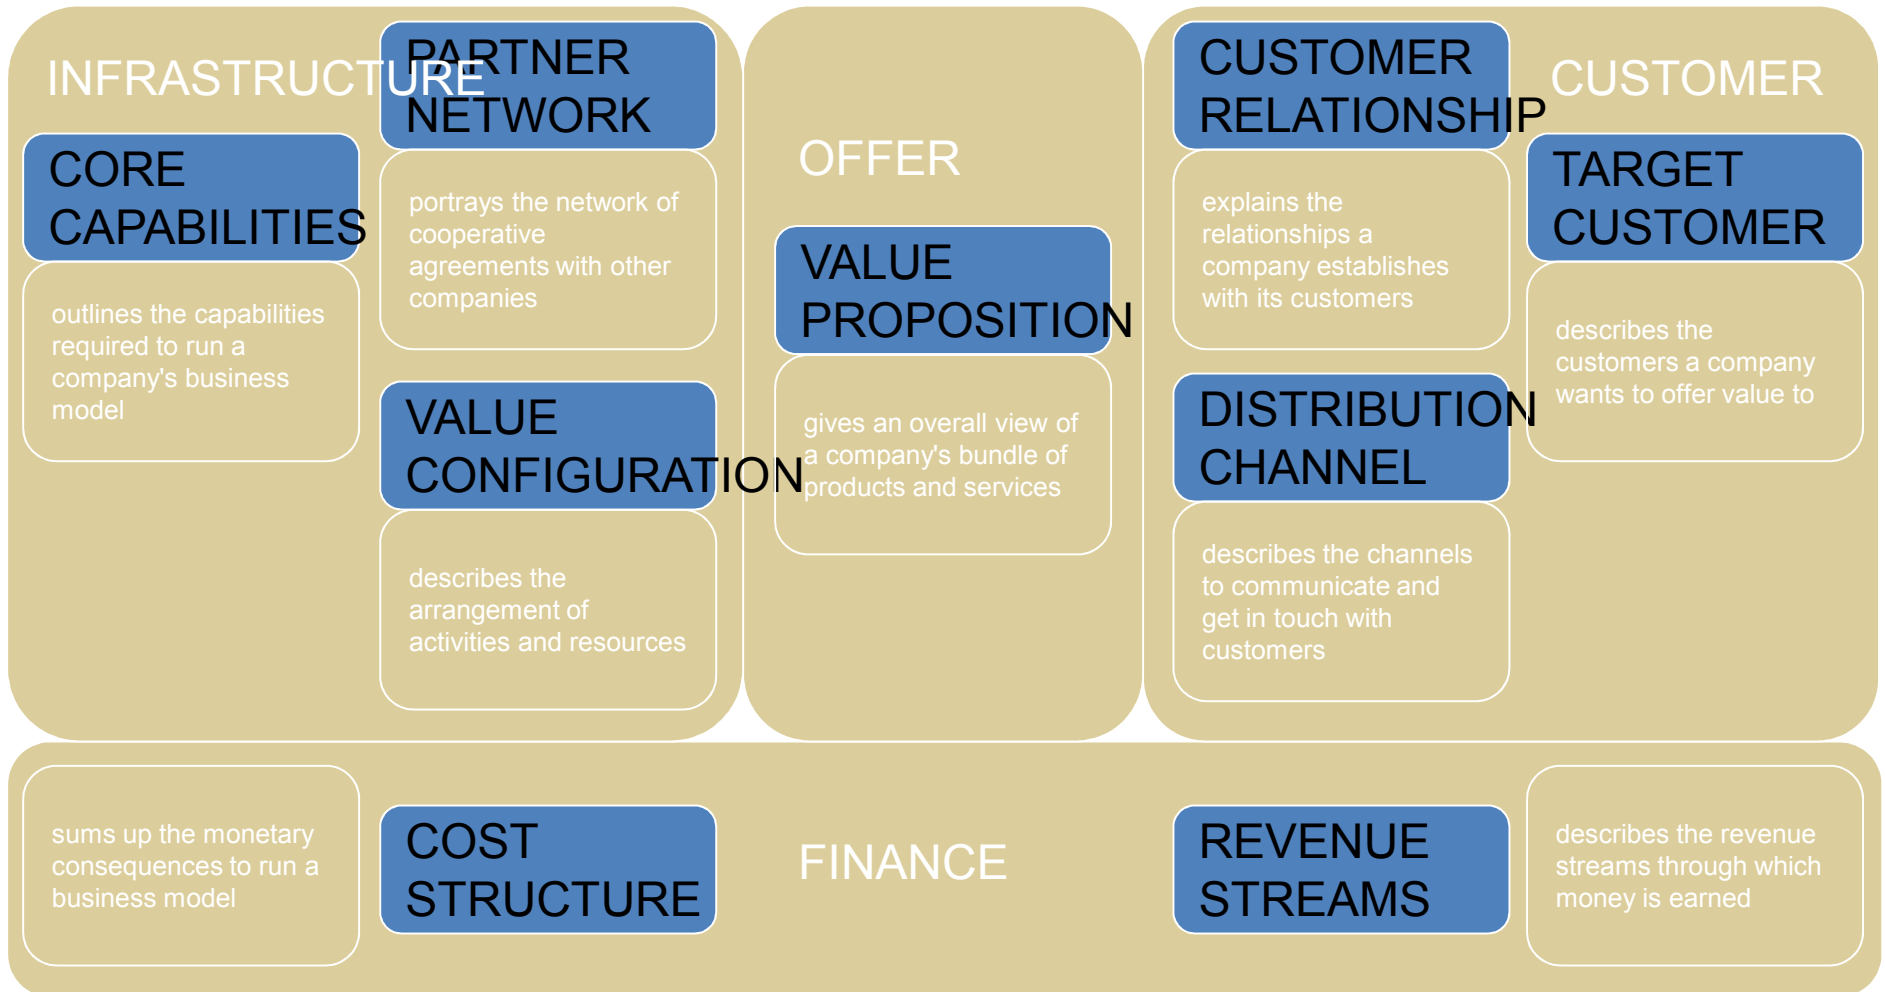 INFRASTRUCTURE
CORE
CAPABILITIES
outlines the capabilities
required to run a
company's business
model
PARTNER
NETWORK
portrays the network of
cooperative
agreements with other
companies
VALUE
CONFIGURATION
describes the
arrangement of
activities and resources
OFFER
VALUE
PROPOSITION
gives an overall view of
a company's bundle of
products and services
CUSTOMER
RELATIONSHIP
explains the
relationships a
company establishes
with its customers
DISTRIBUTION
CHANNEL
describes the channels
to communicate and
get in touch with
customers
CUSTOMER
TARGET
CUSTOMER
describes the
customers a company
wants to offer value to
sums up the monetary
consequences to run a
business model
COST
STRUCTURE
FINANCE
REVENUE
STREAMS
describes the revenue
streams through which
money is earned